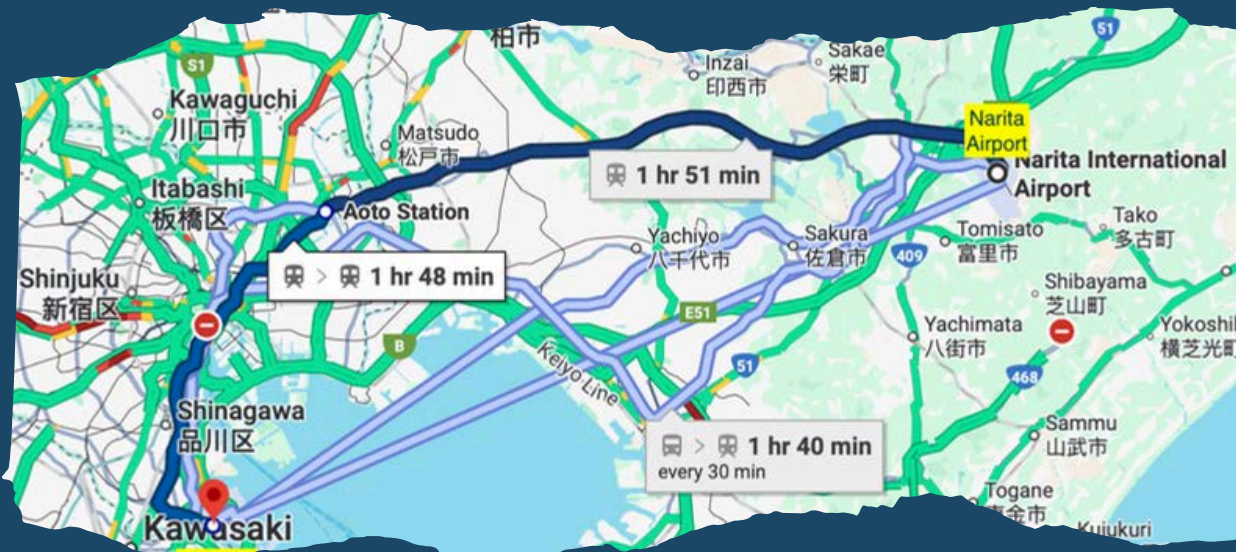 柏市
51
Sakae
栄町
S1
Inzai
印西市
Kawaguchi
川口市
Narita
Airport
Matsudo
松戸市
Narita International
Airport
1 hr 51 min
Itabashi
板橋区
Aoto Station
Tako
多古町
Yachiyo
八千代市
Sakura
佐倉市
Tomisato
富里市
409
> 1 hr 48 min
Shinjuku
新宿区
Shibayama
芝山町
E51
Yachimata
八街市
Yokoshi
横芝光町
B
Keiyo Line
51
468
Shinagawa
品川区
Sammu
山武市
> 1 hr 40 min
every 30 min
Togane
Kawasaki
Kujukuri